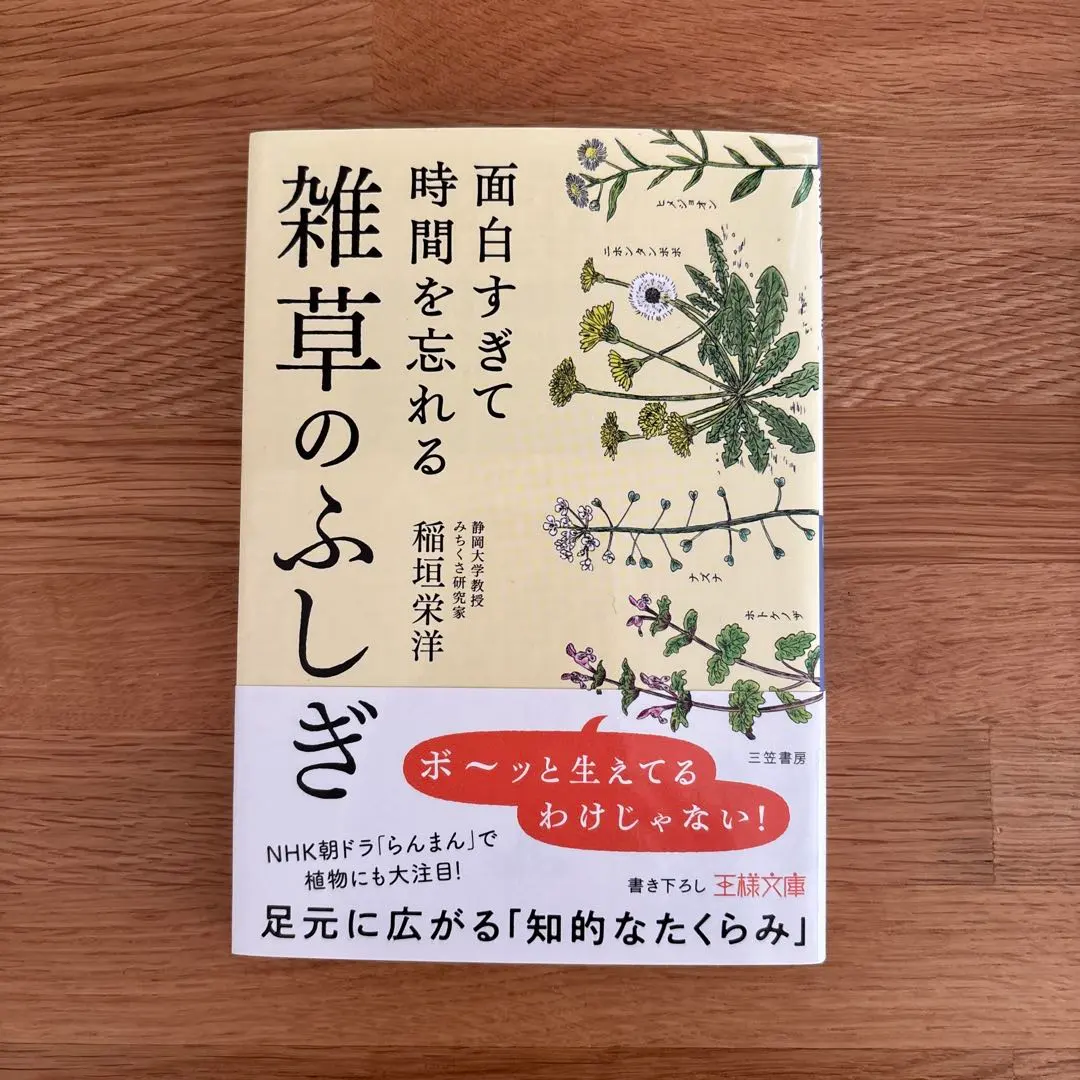 面白すぎて
時間を忘れる
雑草のふしぎ
静岡大学教授
みちくさ研究家
稲垣栄洋
ヒメジョオン
ニホンタンポポ
ナズナ
ホトケノザ
三笠書房
ボ〜ッと生えてる
わけじゃない!
NHK朝ドラ「らんまん」で
植物にも大注目!
書き下ろし 王様文庫
足元に広がる「知的なたくらみ」